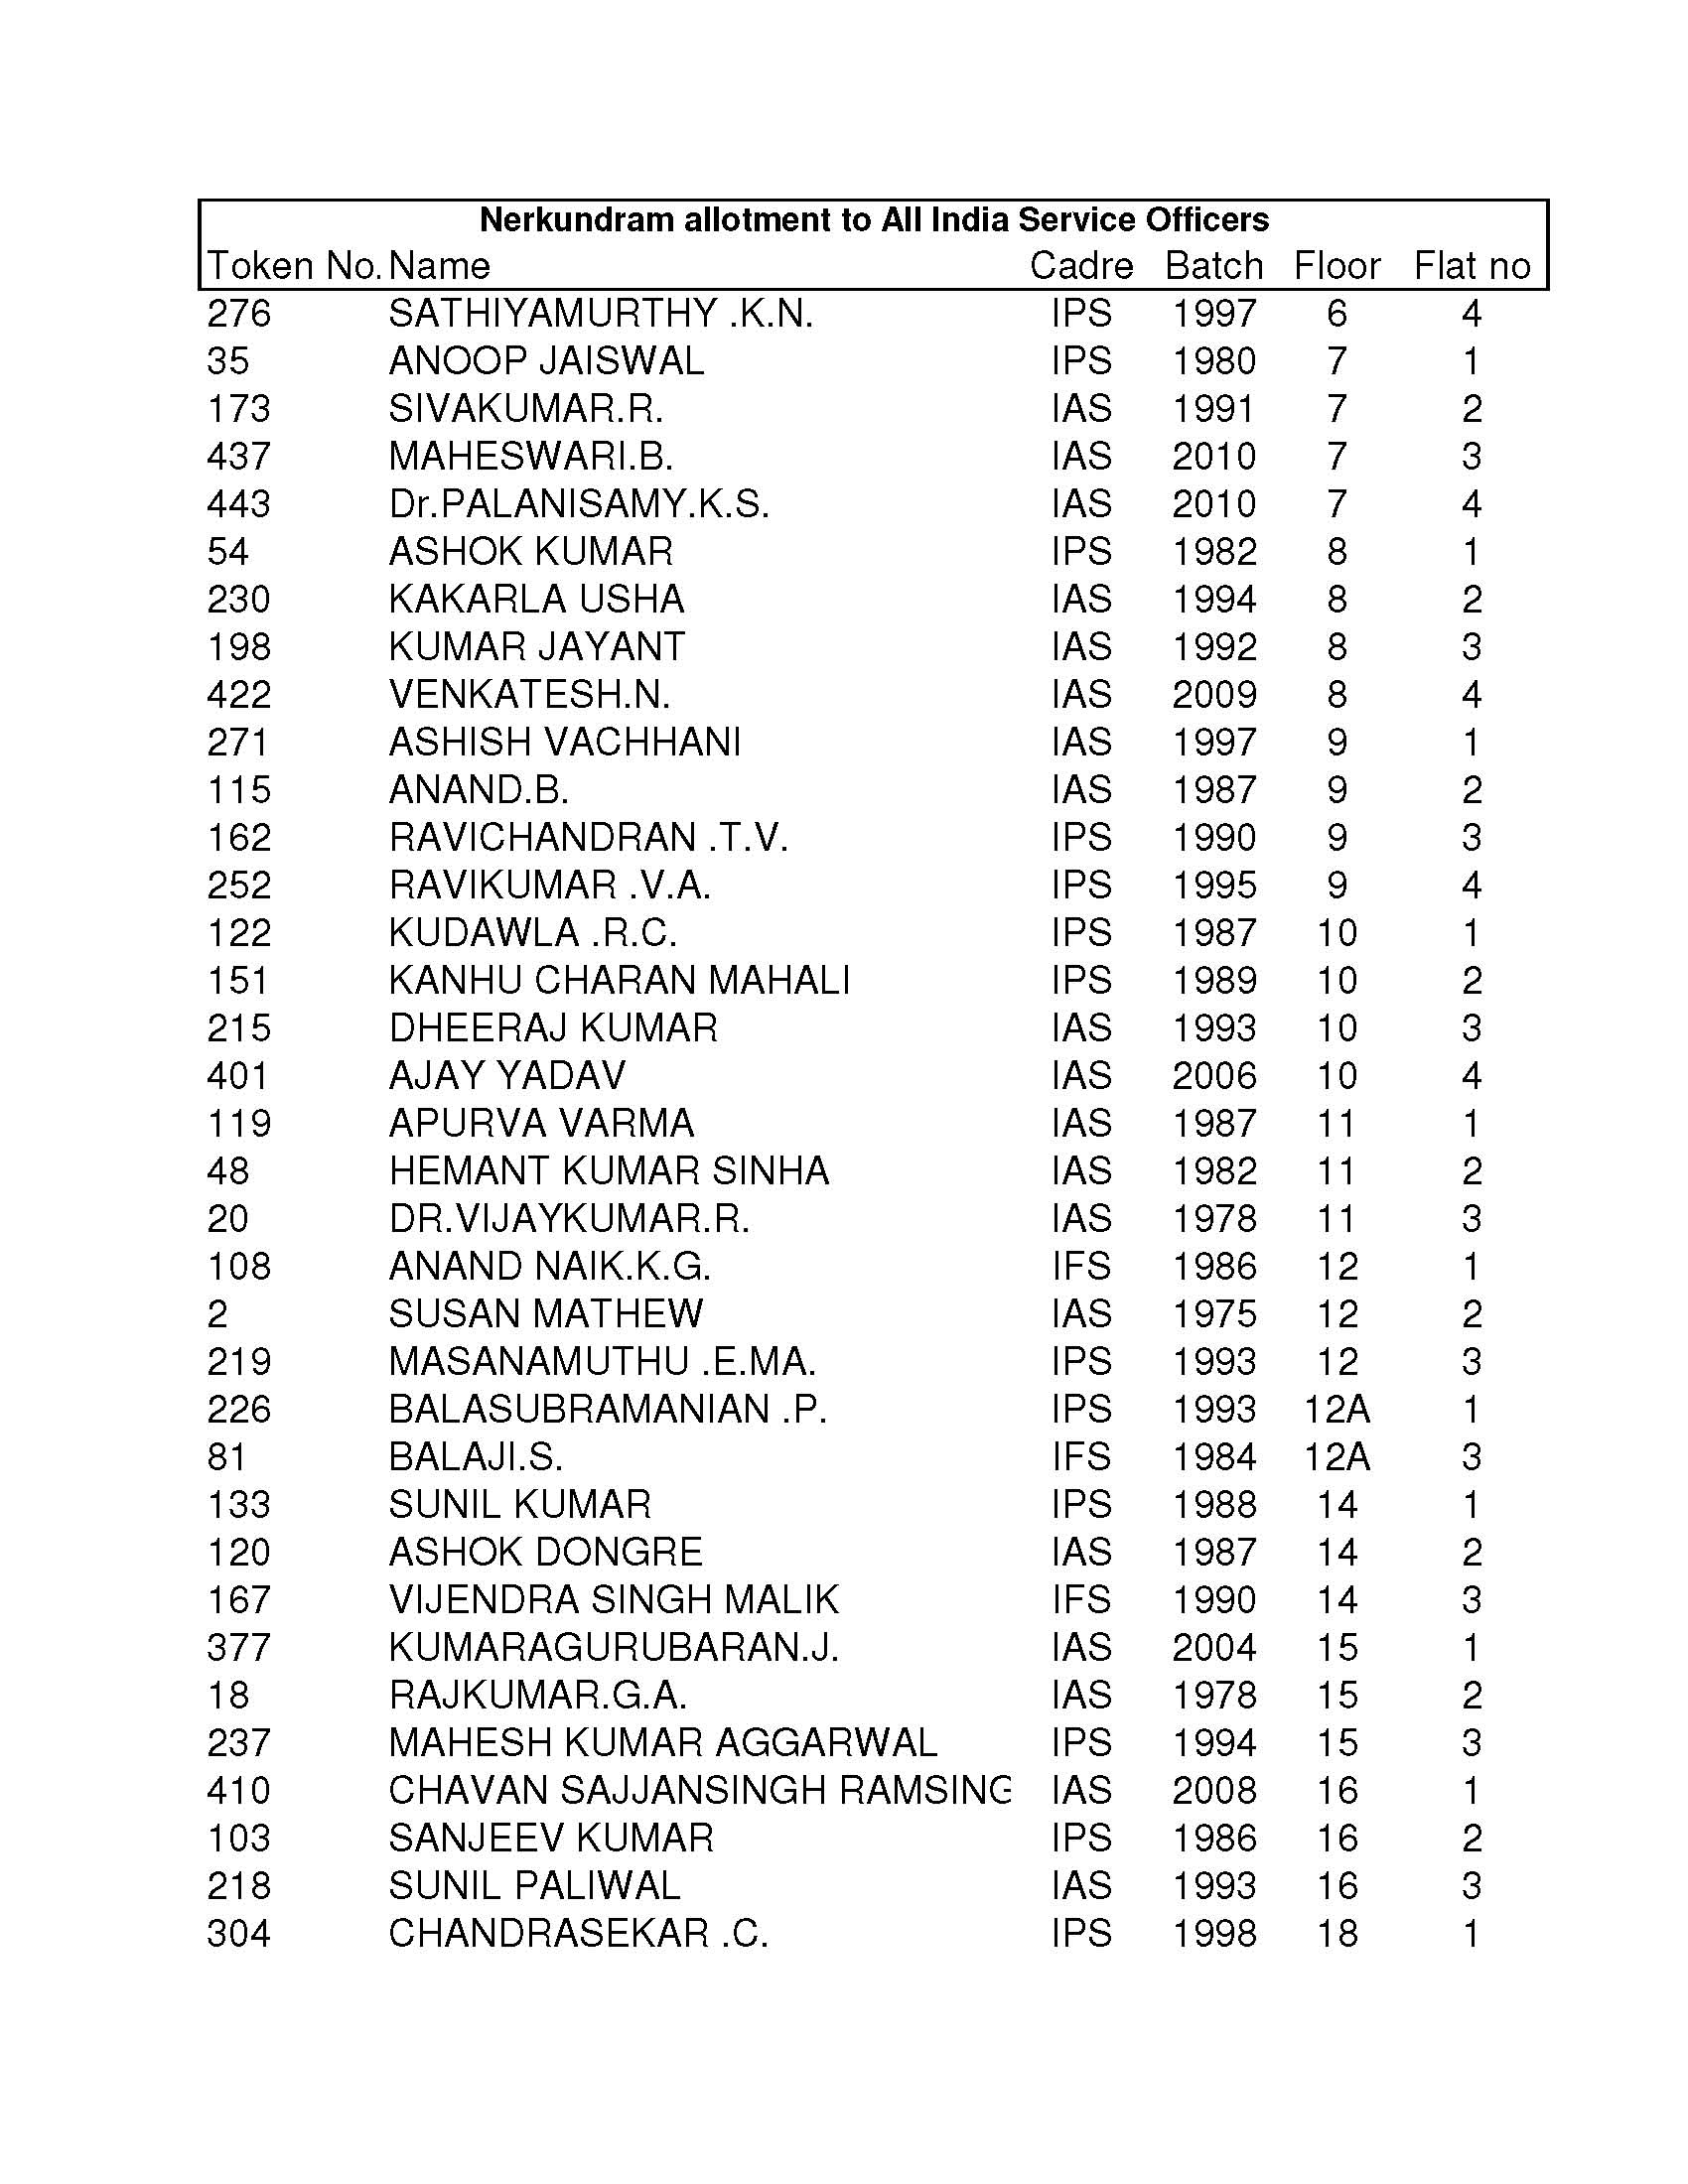 Nerkundram allotment to All India Service Officers
Token No. Name Cadre Batch Floor Flat no
276 SATHIYAMURTHY .K.N. IPS 1997 6 4
35 ANOOP JAISWAL IPS 1980 7 1
173 SIVAKUMAR.R. IAS 1991 7 2
437 MAHESWARI.B. IAS 2010 7 3
443 Dr.PALANISAMY.K.S. IAS 2010 7 4
54 ASHOK KUMAR IPS 1982 8 1
230 KAKARLA USHA IAS 1994 8 2
198 KUMAR JAYANT IAS 1992 8 3
422 VENKATESH.N. IAS 2009 8 4
271 ASHISH VACHHANI IAS 1997 9 1
115 ANAND.B. IAS 1987 9 2
162 RAVICHANDRAN .T.V. IPS 1990 9 3
252 RAVIKUMAR .V.A. IPS 1995 9 4
122 KUDAWLA .R.C. IPS 1987 10 1
151 KANHU CHARAN MAHALI IPS 1989 10 2
215 DHEERAJ KUMAR IAS 1993 10 3
401 AJAY YADAV IAS 2006 10 4
119 APURVA VARMA IAS 1987 11 1
48 HEMANT KUMAR SINHA IAS 1982 11 2
20 DR.VIJAYKUMAR.R. IAS 1978 11 3
108 ANAND NAIK.K.G. IFS 1986 12 1
2 SUSAN MATHEW IAS 1975 12 2
219 MASANAMUTHU .E.MA. IPS 1993 12 3
226 BALASUBRAMANIAN .P. IPS 1993 12A 1
81 BALAJI.S. IFS 1984 12A 3
133 SUNIL KUMAR IPS 1988 14 1
120 ASHOK DONGRE IAS 1987 14 2
167 VIJENDRA SINGH MALIK IFS 1990 14 3
377 KUMARAGURUBARAN.J. IAS 2004 15 1
18 RAJKUMAR.G.A. IAS 1978 15 2
237 MAHESH KUMAR AGGARWAL IPS 1994 15 3
410 CHAVAN SAJJANSINGH RAMSING IAS 2008 16 1
103 SANJEEV KUMAR IPS 1986 16 2
218 SUNIL PALIWAL IAS 1993 16 3
304 CHANDRASEKAR .C. IPS 1998 18 1